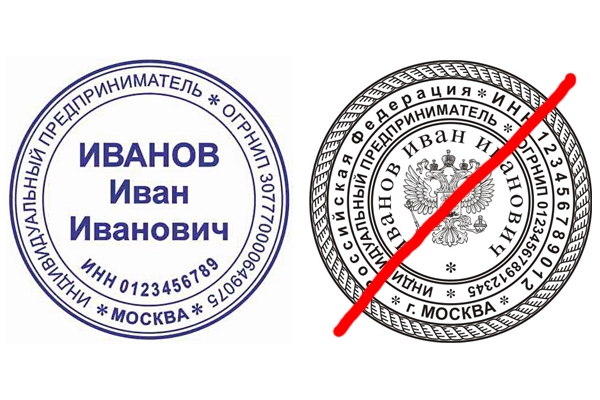 ИНДИВИДУАЛЬНЫЙ ПРЕДПРИНИМАТЕЛЬ * ОГРНИП 307770000649075
* МОСКВА *
ИВАНОВ
Иван
Иванович
ИНН 0123456789
Российская Федерация * ИНН 123456789012
* г. МОСКВА *
ИНДИВИДУАЛЬНЫЙ ПРЕДПРИНИМАТЕЛЬ * ОГРНИП 012345678912345
иванов иван иванович
*